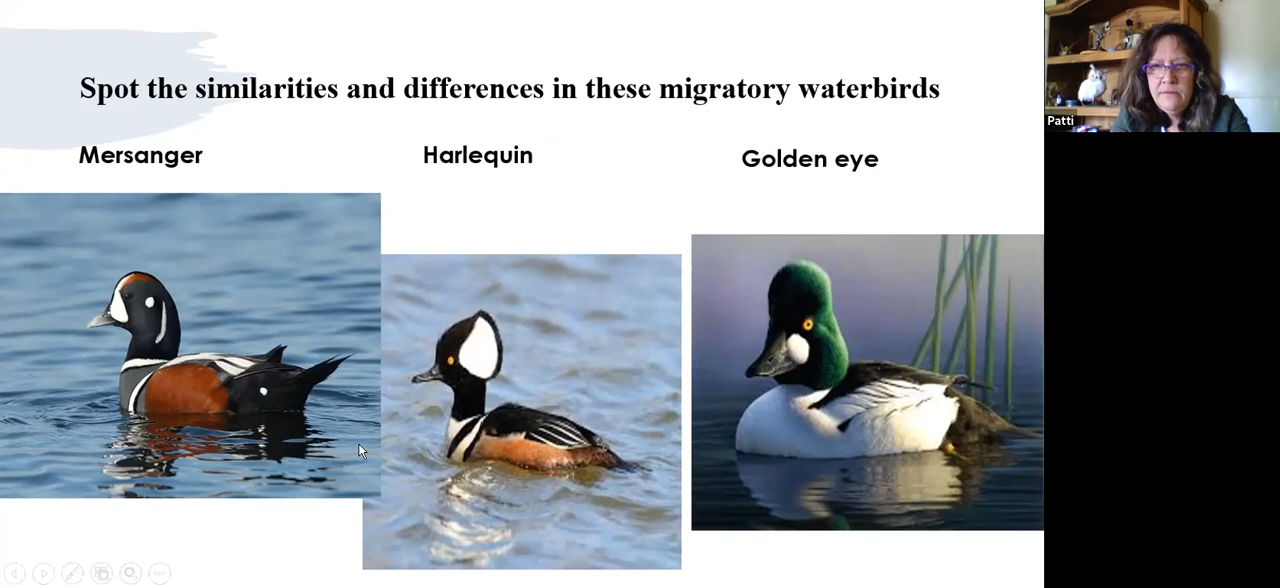 Spot the similarities and differences in these migratory waterbirds
Mersanger
Harlequin
Golden eye
Patti